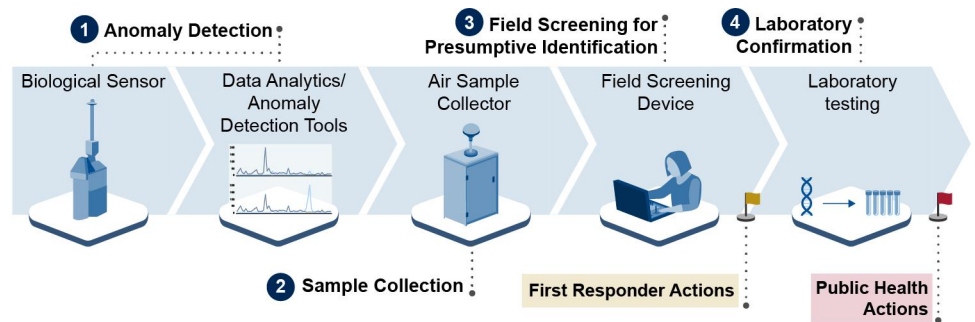 1 Anomaly Detection
3 Field Screening for
Presumptive Identification
4 Laboratory
Confirmation
Biological Sensor
Data Analytics/
Anomaly
Detection Tools
Air Sample
Collector
Field Screening
Device
Laboratory
testing
2 Sample Collection
First Responder Actions
Public Health
Actions